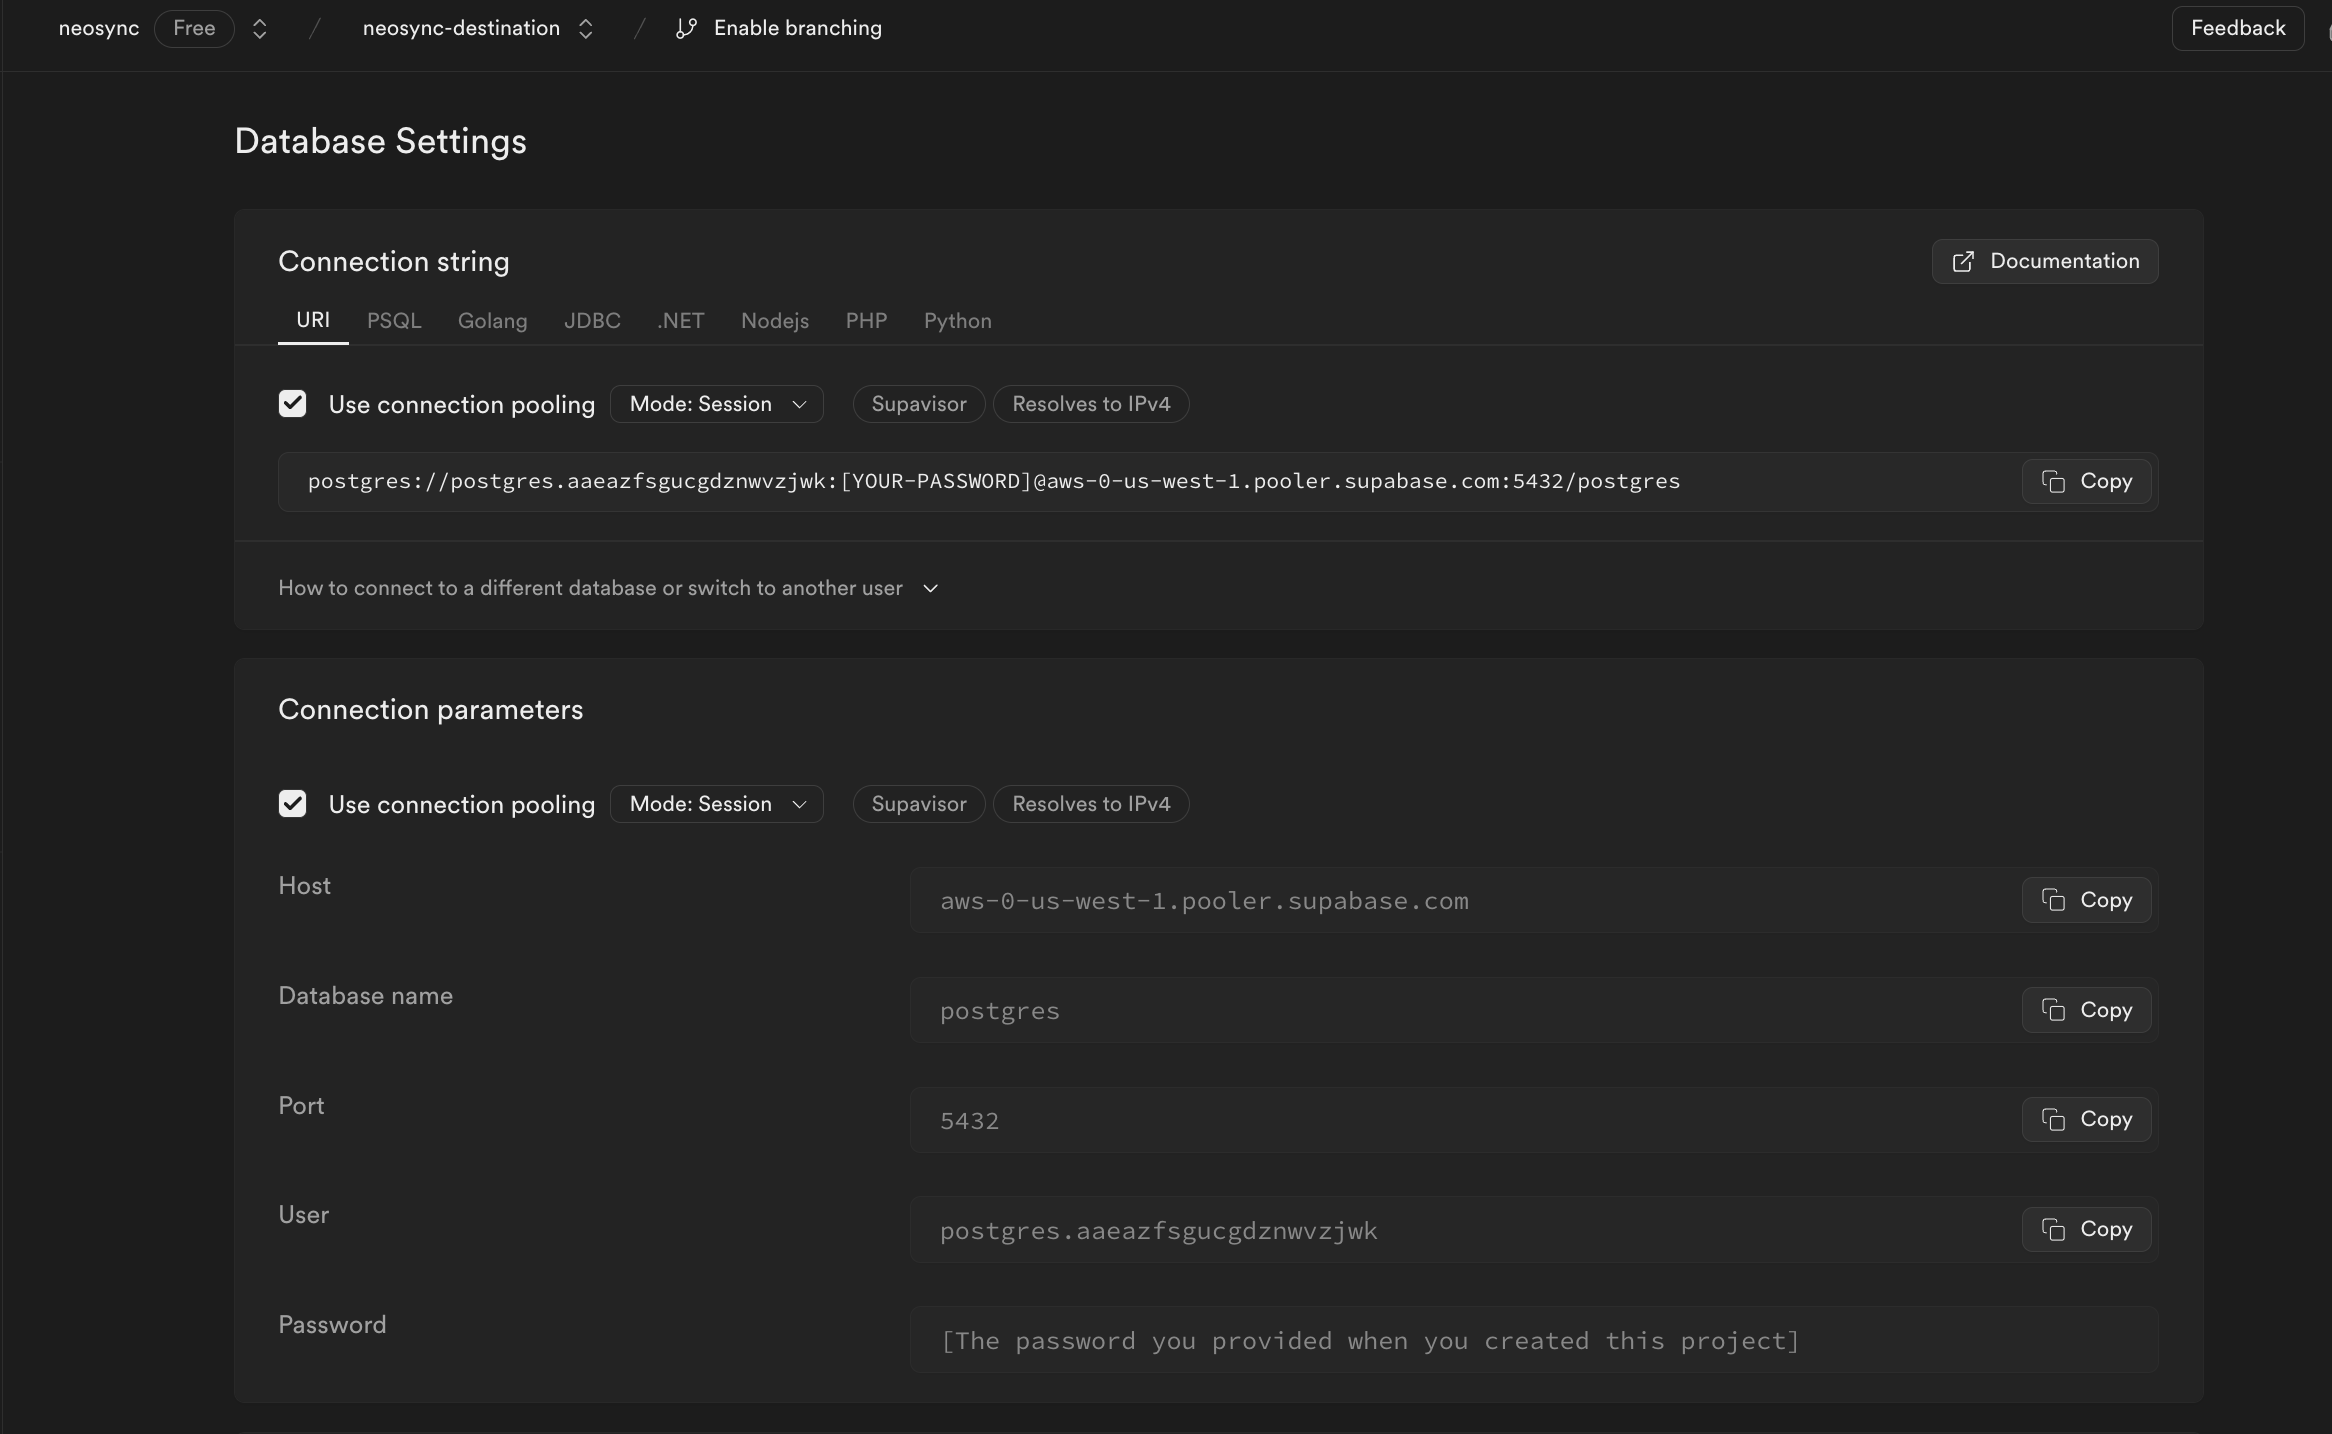 neosync Free / neosync-destination / Enable branching Feedback
Database Settings
Connection string Documentation
URI PSQL Golang JDBC .NET Nodejs PHP Python
Use connection pooling Mode: Session Supavisor Resolves to IPv4
postgres://postgres.aaeazfsgucgdznwvzjwk:[YOUR-PASSWORD]@aws-0-us-west-1.pooler.supabase.com:5432/postgres Copy
How to connect to a different database or switch to another user
Connection parameters
Use connection pooling Mode: Session Supavisor Resolves to IPv4
Host aws-0-us-west-1.pooler.supabase.com Copy
Database name postgres Copy
Port 5432 Copy
User postgres.aaeazfsgucgdznwvzjwk Copy
Password [The password you provided when you created this project]